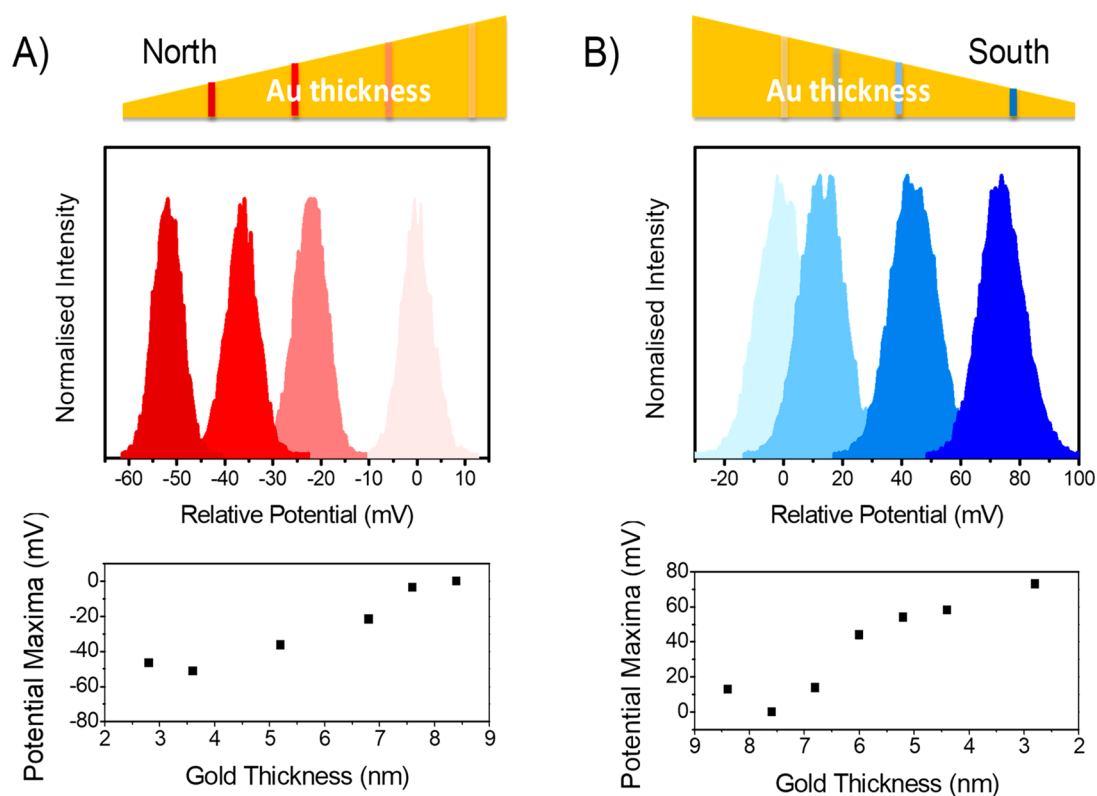 A)
North
Au thickness
Normalised Intensity
-60 -50 -40 -30 -20 -10 0 10
Relative Potential (mV)
Potential Maxima (mV)
0
-20
-40
-60
-80
2 3 4 5 6 7 8 9
Gold Thickness (nm)
B)
South
Au thickness
Nomalised Intensity
-20 0 20 40 60 80 100
Relative Potential (mV)
Potential Maxima (mV)
80
60
40
20
0
9 8 7 6 5 4 3 2
Gold Thickness (nm)